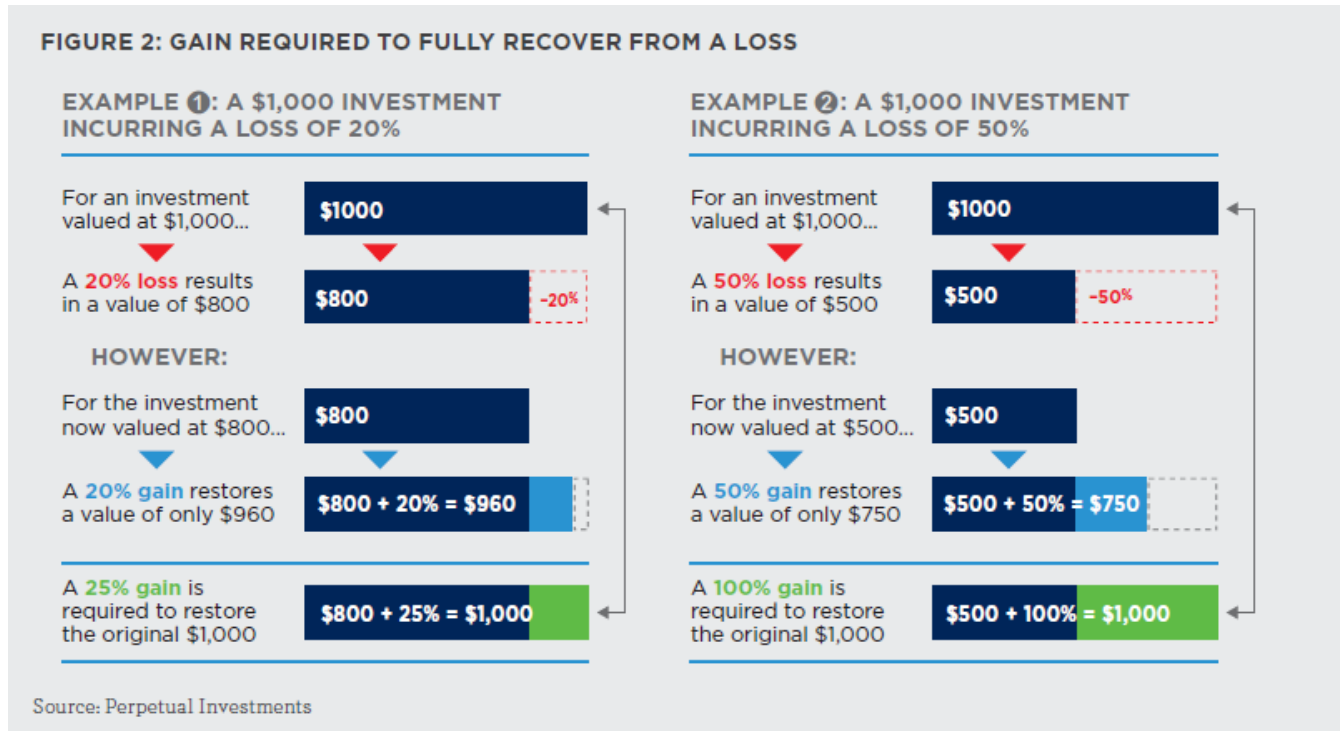 FIGURE 2: GAIN REQUIRED TO FULLY RECOVER FROM A LOSS
EXAMPLE ❶: A $1,000 INVESTMENT
INCURRING A LOSS OF 20%
For an investment
valued at $1,000...
$1000
A 20% loss results
in a value of $800
$800
-20%
HOWEVER:
For the investment
now valued at $800...
$800
A 20% gain restores
a value of only $960
$800 + 20% = $960
A 25% gain is
required to restore
the original $1,000
$800 + 25% = $1,000
EXAMPLE ❷: A $1,000 INVESTMENT
INCURRING A LOSS OF 50%
For an investment
valued at $1,000...
$1000
A 50% loss results
in a value of $500
$500
-50%
HOWEVER:
For the investment
now valued at $500...
$500
A 50% gain restores
a value of only $750
$500 + 50% = $750
A 100% gain is
required to restore
the original $1,000
$500 + 100% = $1,000
Source: Perpetual Investments